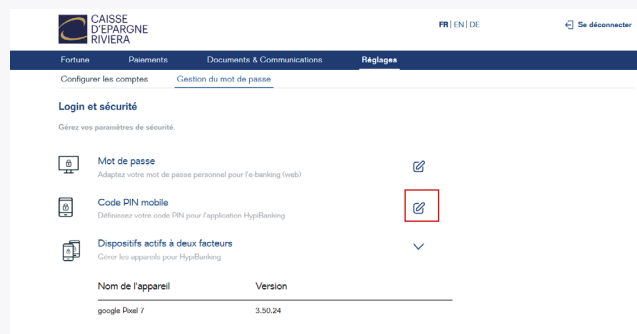 CAISSE
D'EPARGNE
RIVIERA
FR | EN | DE
Se déconnecter
Fortune Paiements Documents & Communications Réglages
Configurer les comptes Gestion du mot de passe
Login et sécurité
Gérez vos paramètres de sécurité.
Mot de passe
Adaptez votre mot de passe personnel pour l'e-banking (web)
Code PIN mobile
Définissez votre code PIN pour l'application HypiBanking
Dispositifs actifs à deux facteurs
Gérer les appareils pour HypiBanking
Nom de l'appareil Version
google Pixel 7 3.50.24